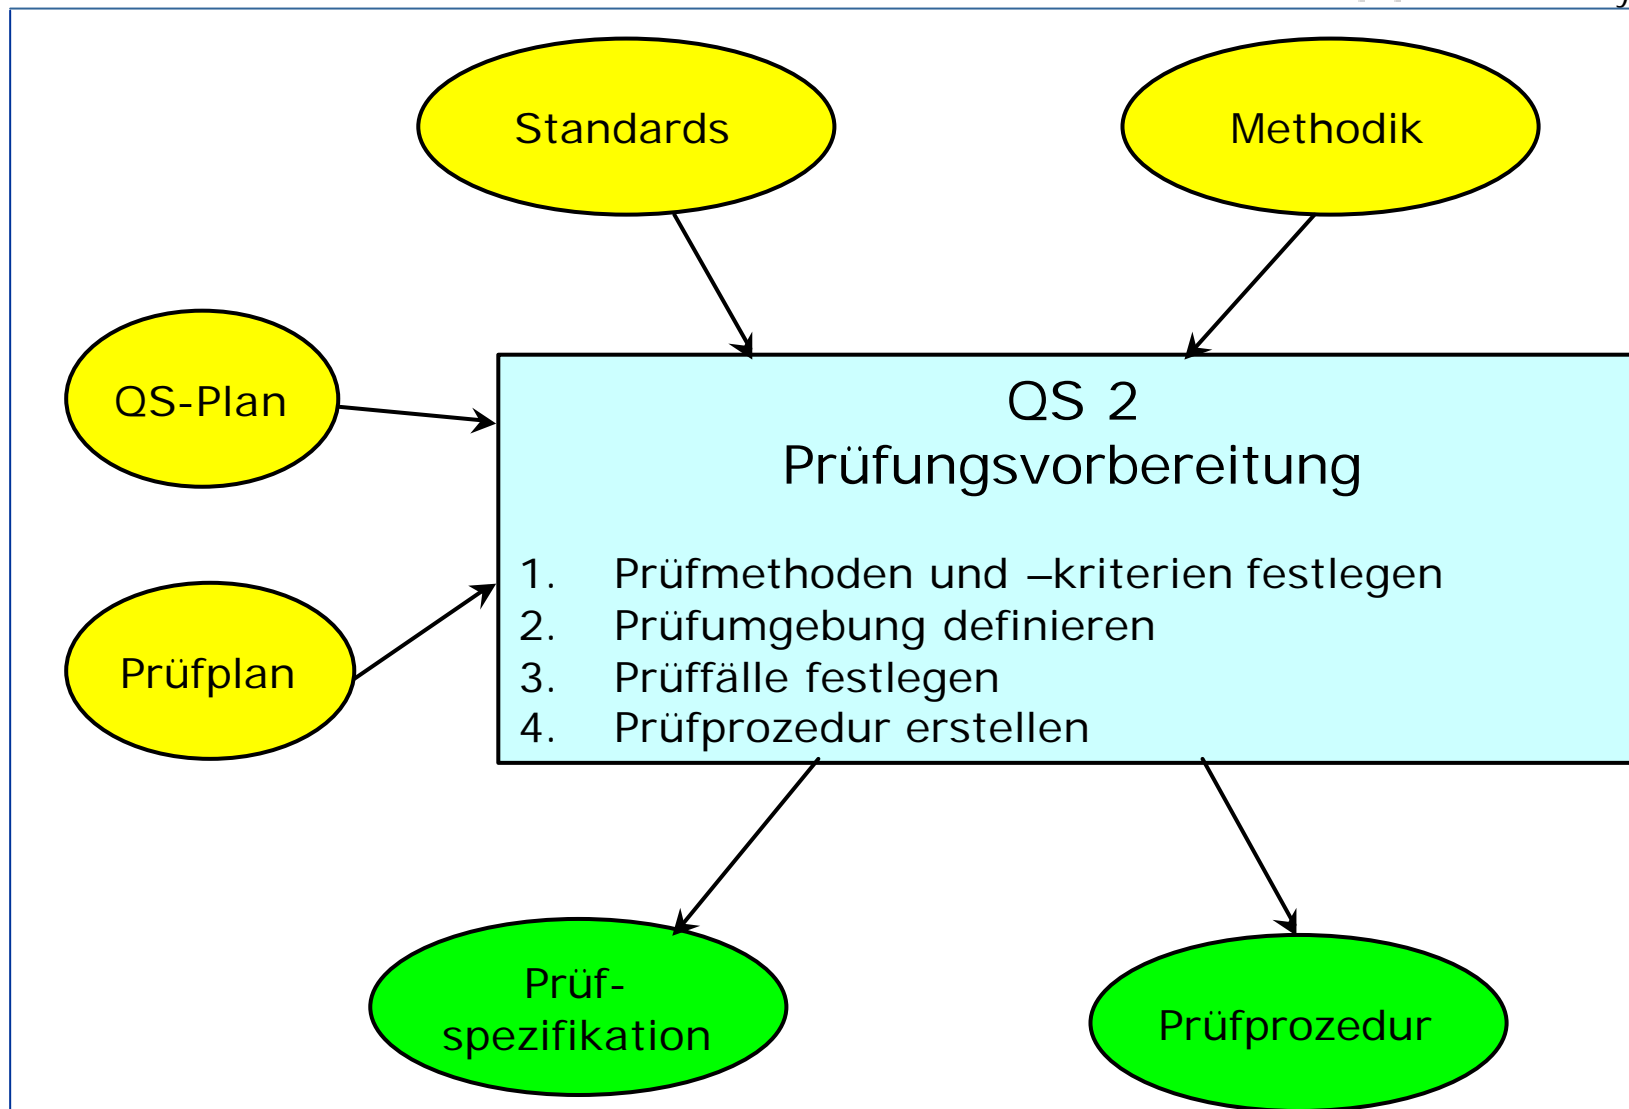 Standards
Methodik
QS-Plan
QS 2
Prüfungsvorbereitung
1. Prüfmethoden und –kriterien festlegen
2. Prüfumgebung definieren
3. Prüffälle festlegen
4. Prüfprozedur erstellen
Prüfplan
Prüf-
spezifikation
Prüfprozedur